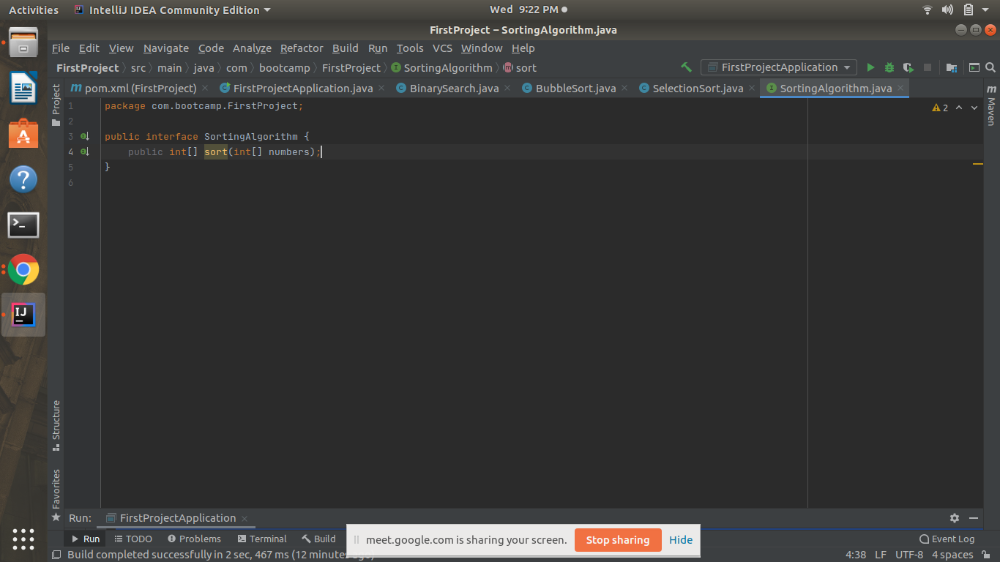 Activities IntelliJ IDEA Community Edition Wed 9:22 PM
FirstProject – SortingAlgorithm.java
File Edit View Navigate Code Analyze Refactor Build Run Tools VCS Window Help
FirstProject src main java com bootcamp FirstProject I SortingAlgorithm m sort FirstProjectApplication
m pom.xml (FirstProject) FirstProjectApplication.java C BinarySearch.java C BubbleSort.java C SelectionSort.java I SortingAlgorithm.java
Project
m Maven
1 package com.bootcamp.FirstProject;
2
2
3 public interface SortingAlgorithm {
4 public int[] sort(int[] numbers);
5 }
6
IJ
Structure
Favorites
Run: FirstProjectApplication
Run TODO Problems Terminal Build
meet.google.com is sharing your screen. Stop sharing Hide
Event Log
Build completed successfully in 2 sec, 467 ms (12 minutes ago) 4:38 LF UTF-8 4 spaces